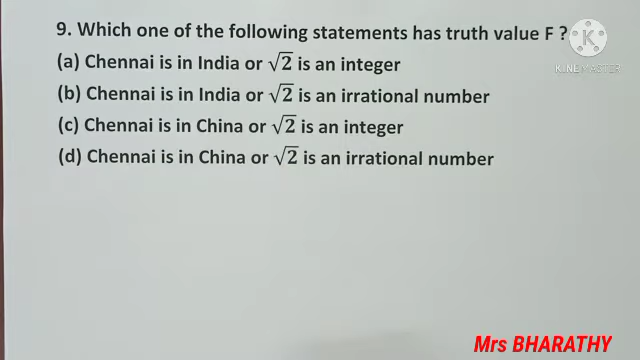 9. Which one of the following statements has truth value F ?
(a) Chennai is in India or √2 is an integer
(b) Chennai is in India or √2 is an irrational number
(c) Chennai is in China or √2 is an integer
(d) Chennai is in China or √2 is an irrational number
KINEMASTER
Mrs BHARATHY